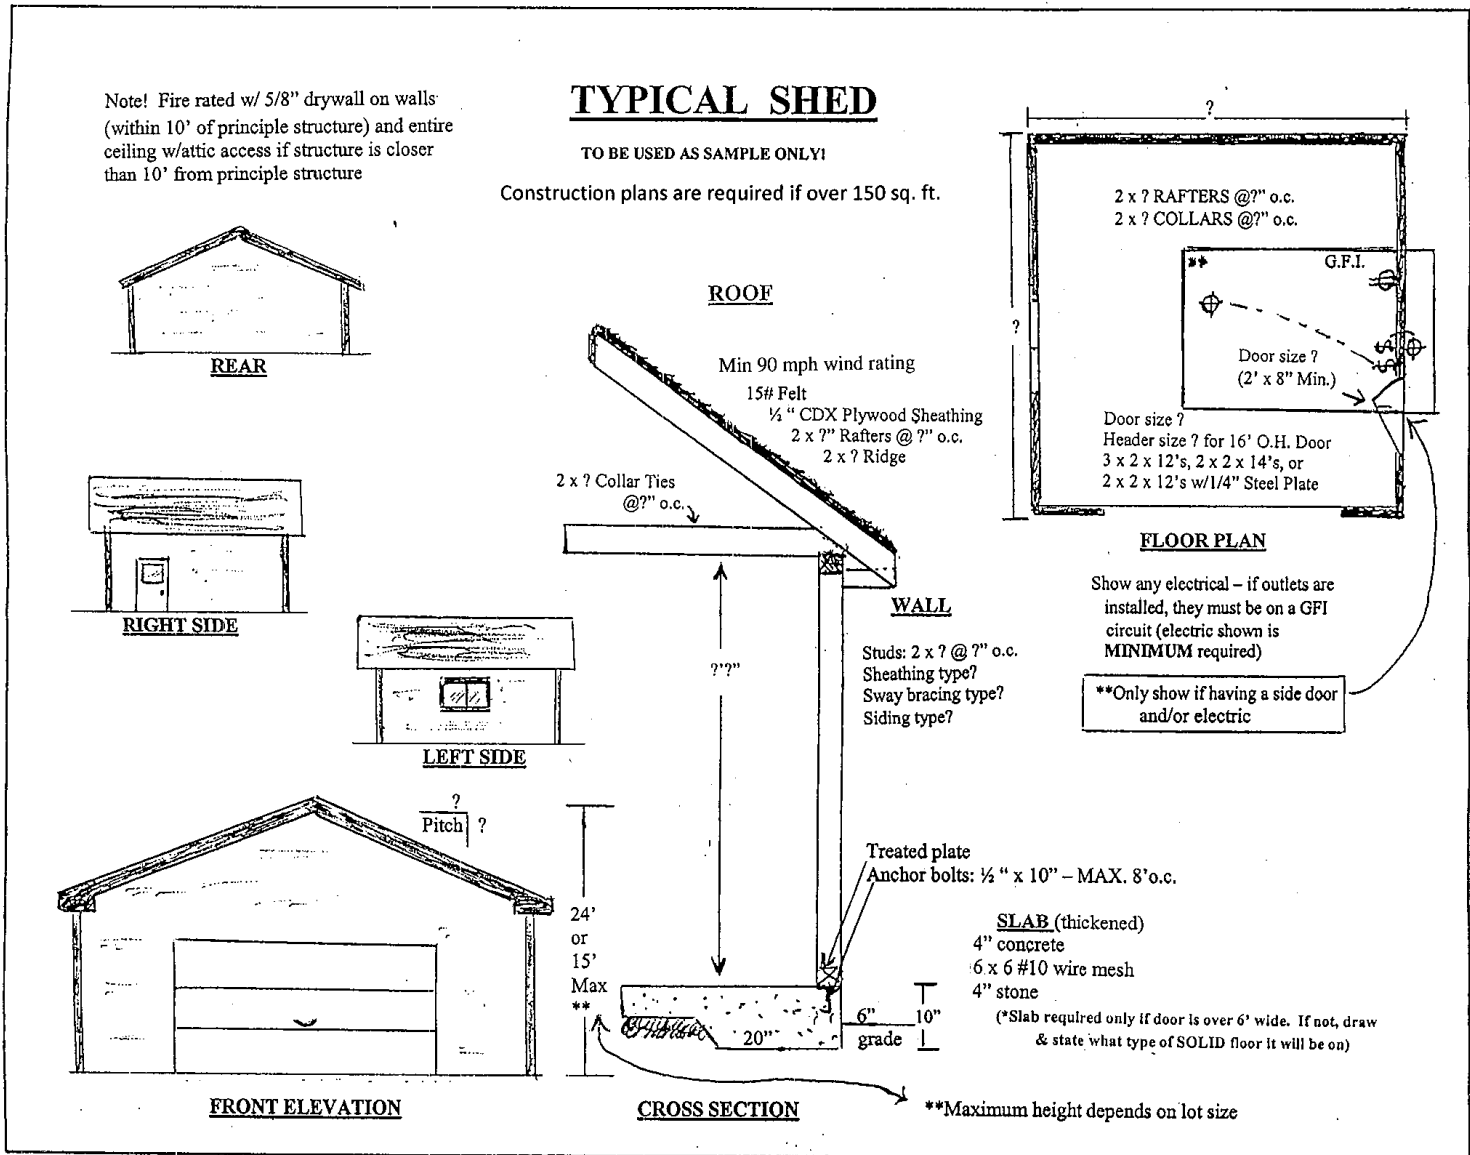 Note! Fire rated w/ 5/8” drywall on walls
(within 10’ of principle structure) and entire
ceiling w/attic access if structure is closer
than 10’ from principle structure
TYPICAL SHED
TO BE USED AS SAMPLE ONLY!
Construction plans are required if over 150 sq. ft.
?
?
2 x ? RAFTERS @?” o.c.
2 x ? COLLARS @?” o.c.
**
G.F.I.
$
$
Door size ?
(2’ x 8” Min.)
Door size ?
Header size ? for 16’ O.H. Door
3 x 2 x 12’s, 2 x 2 x 14’s, or
2 x 2 x 12’s w/1/4” Steel Plate
FLOOR PLAN
Show any electrical – if outlets are
installed, they must be on a GFI
circuit (electric shown is
MINIMUM required)
**Only show if having a side door
and/or electric
REAR
RIGHT SIDE
LEFT SIDE
ROOF
Min 90 mph wind rating
15# Felt
½ “ CDX Plywood Sheathing
2 x ?” Rafters @ ?” o.c.
2 x ? Ridge
2 x ? Collar Ties
@?” o.c.
?’?”
WALL
Studs: 2 x ? @ ?” o.c.
Sheathing type?
Sway bracing type?
Siding type?
?
Pitch ?
24’
or
15’
Max
**
FRONT ELEVATION
Treated plate
Anchor bolts: ½ “ x 10” – MAX. 8’o.c.
SLAB (thickened)
4” concrete
6 x 6 #10 wire mesh
4” stone
(*Slab required only if door is over 6’ wide. If not, draw
& state what type of SOLID floor it will be on)
20”
6”
grade
10”
CROSS SECTION
**Maximum height depends on lot size